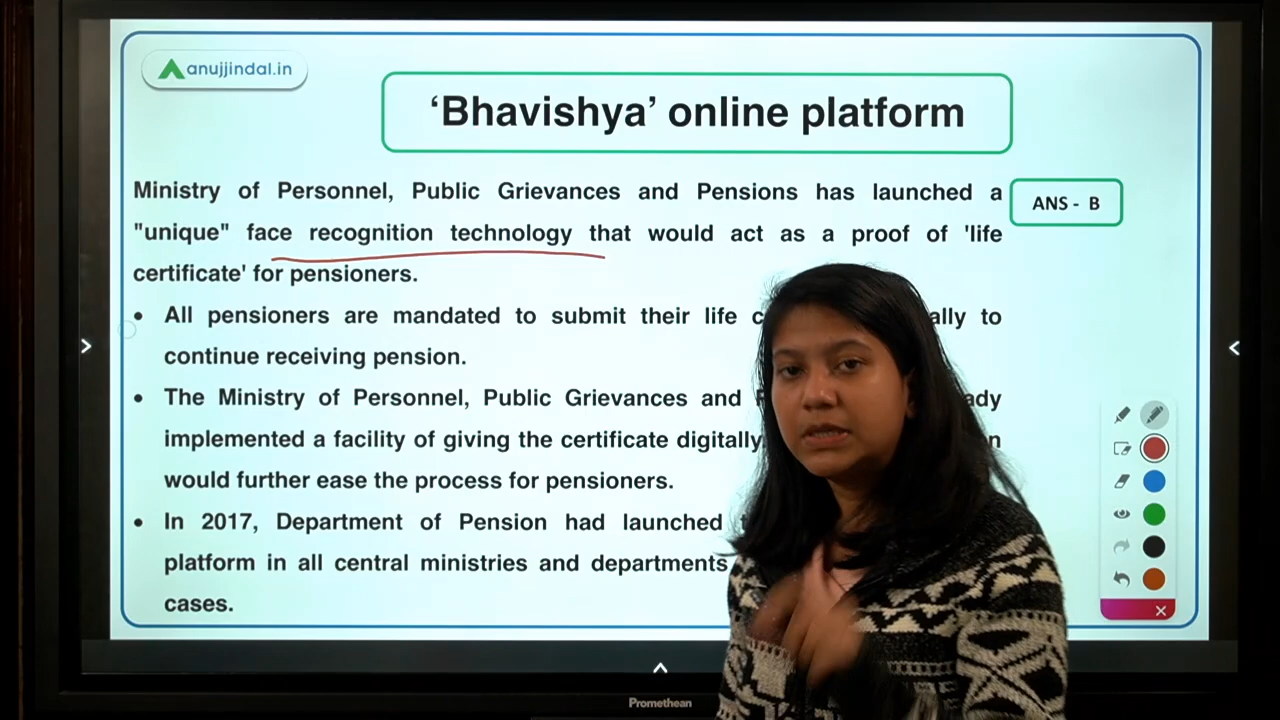 anujjindal.in
‘Bhavishya’ online platform
Ministry of Personnel, Public Grievances and Pensions has launched a
"unique" face recognition technology that would act as a proof of 'life
certificate' for pensioners.
ANS - B
• All pensioners are mandated to submit their life to
continue receiving pension.
• The Ministry of Personnel, Public Grievances and
implemented a facility of giving the certificate digitally
would further ease the process for pensioners.
• In 2017, Department of Pension had launched
platform in all central ministries and departments
cases.
Promethean